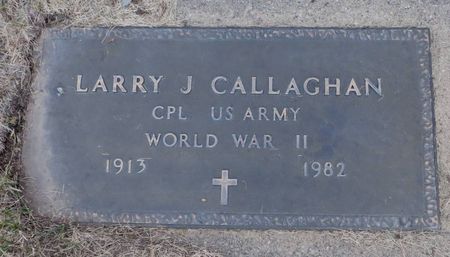 LARRY J CALLAGHAN
CPL US ARMY
WORLD WAR II
1913 1982